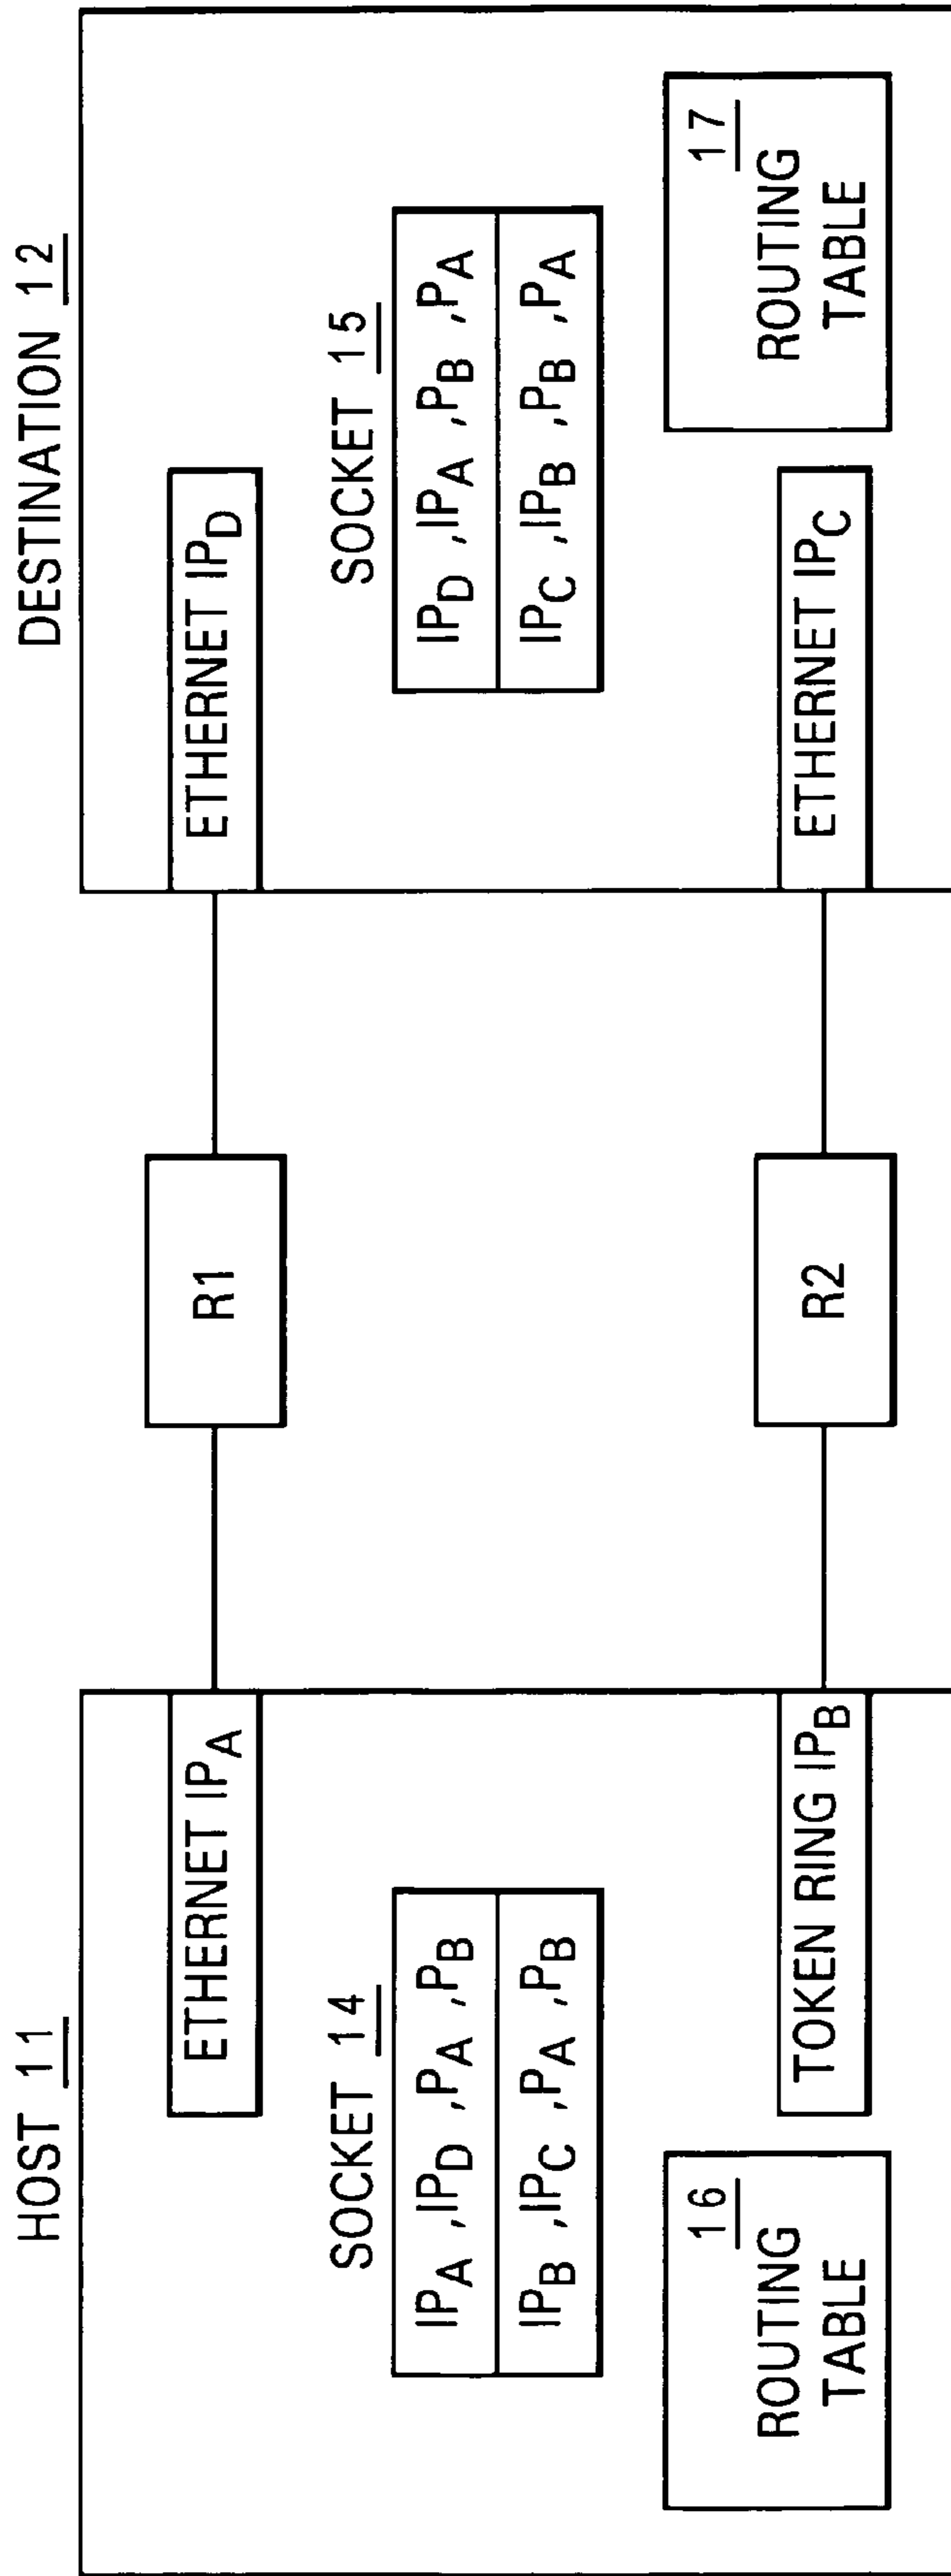 HOST 11
ETHERNET IPA
SOCKET 14
IPA ,IPD ,PA ,PB
IPB ,IPC ,PA ,PB
16
ROUTING
TABLE
TOKEN RING IPB
R1
R2
DESTINATION 12
ETHERNET IPD
SOCKET 15
IPD ,IPA ,PB ,PA
IPC ,IPB ,PB ,PA
ETHERNET IPC
17
ROUTING
TABLE